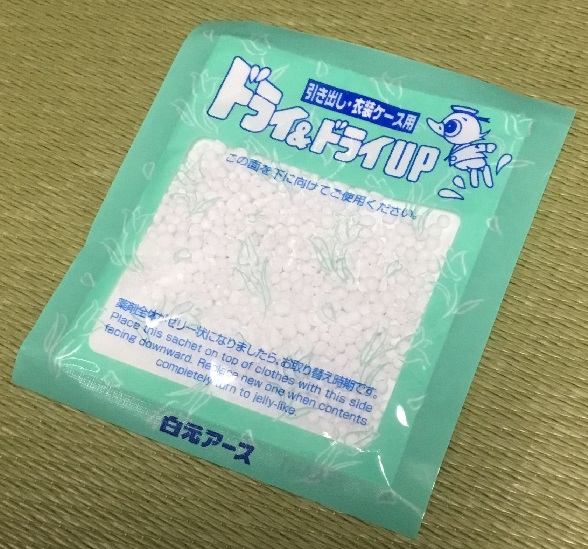 引き出し・衣装ケース用
ドライ&ドライUP
この面を下に向けてご使用ください。
薬剤全体がゼリー状になりましたら、お取り替え時期です。
Place this sachet on top of clothes with this side
facing downward. Replace new one when contents
completely turn to jelly-like.
白元アース